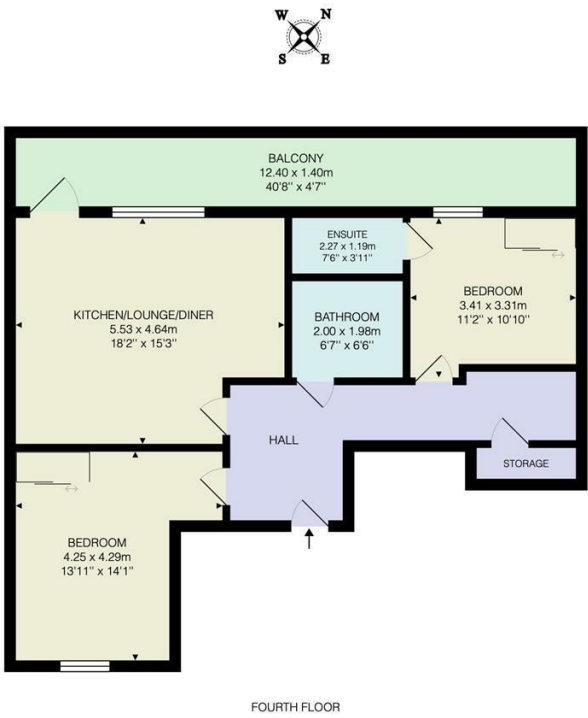 W N
S E
BALCONY
12.40 x 1.40m
40'8'' x 4'7''
ENSUITE
2.27 x 1.19m
7'6'' x 3'11''
KITCHEN/LOUNGE/DINER
5.53 x 4.64m
18'2'' x 15'3''
BATHROOM
2.00 x 1.98m
6'7'' x 6'6''
BEDROOM
3.41 x 3.31m
11'2'' x 10'10''
HALL
STORAGE
BEDROOM
4.25 x 4.29m
13'11'' x 14'1''
FOURTH FLOOR